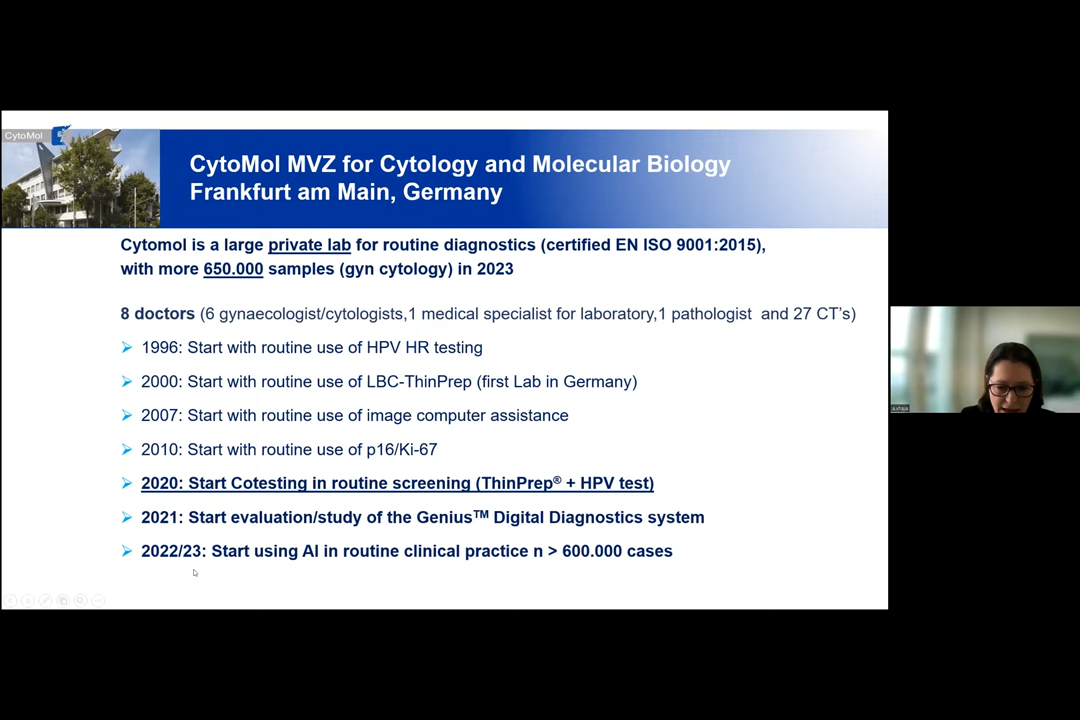 CytoMol
CytoMol MVZ for Cytology and Molecular Biology
Frankfurt am Main, Germany
Cytomol is a large private lab for routine diagnostics (certified EN ISO 9001:2015),
with more 650.000 samples (gyn cytology) in 2023
8 doctors (6 gynaecologist/cytologists,1 medical specialist for laboratory,1 pathologist and 27 CT's)
1996: Start with routine use of HPV HR testing
2000: Start with routine use of LBC-ThinPrep (first Lab in Germany)
2007: Start with routine use of image computer assistance
2010: Start with routine use of p16/Ki-67
2020: Start Cotesting in routine screening (ThinPrep® + HPV test)
2021: Start evaluation/study of the Genius™ Digital Diagnostics system
2022/23: Start using AI in routine clinical practice n > 600.000 cases